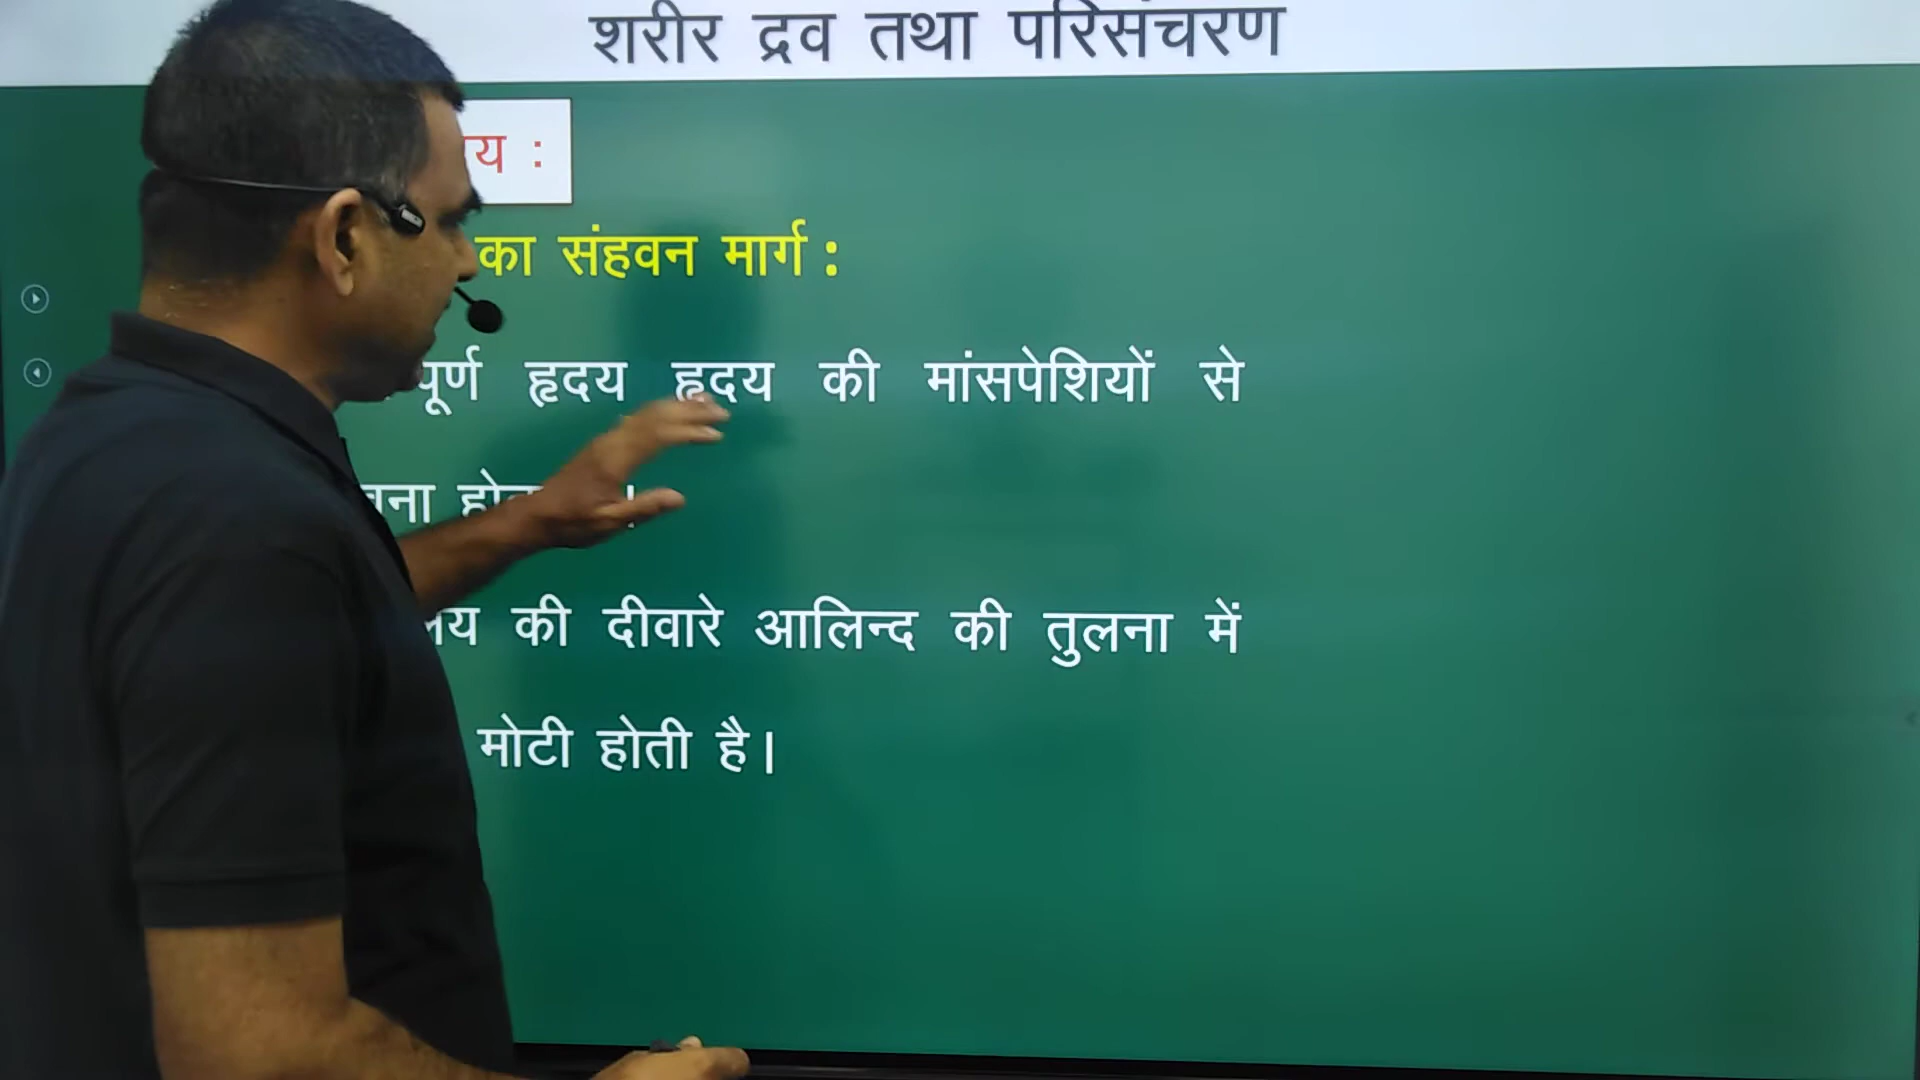 शरीर द्रव तथा परिसंचरण
का संहवन मार्ग :
हृदय हृदय की मांसपेशियों से
की दीवारे आलिन्द की तुलना में
मोटी होती है।